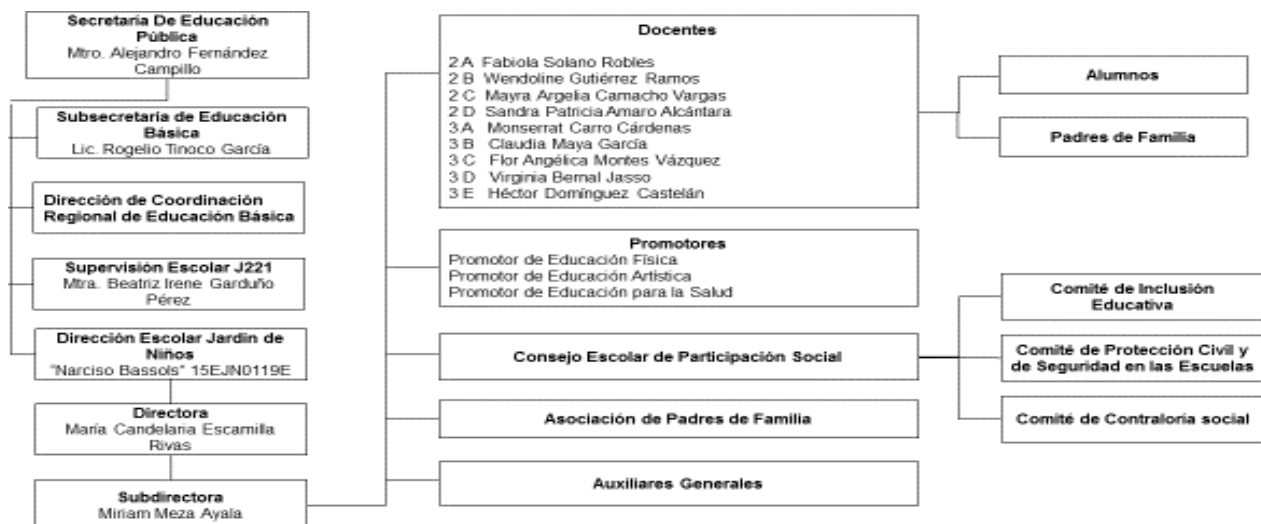 Secretaria De Educación
Pública
Mtro. Alejandro Fernández
Campillo
Subsecretaria de Educación
Básica
Lic. Rogelio Tinoco García
Dirección de Coordinación
Regional de Educación Básica
Supervisión Escolar J221
Mtra. Beatriz Irene Garduño
Pérez
Dirección Escolar Jardin de
Niños
"Narciso Bassols" 15EJN0119E
Directora
María Candelaria Escamilla
Rivas
Subdirectora
Miriam Meza Ayala
Docentes
2 A Fabiola Solano Robles
2 B Wendoline Gutiérrez Ramos
2 C Mayra Argelia Camacho Vargas
2 D Sandra Patricia Amaro Alcántara
3 A Monserrat Carro Cárdenas
3 B Claudia Maya García
3 C Flor Angélica Montes Vázquez
3 D Virginia Bernal Jasso
3 E Héctor Domínguez Castelán
Promotores
Promotor de Educación Física
Promotor de Educación Artística
Promotor de Educación para la Salud
Consejo Escolar de Participación Social
Asociación de Padres de Familia
Auxiliares Generales
Alumnos
Padres de Familia
Comité de Inclusión
Educativa
Comité de Protección Civil y
de Seguridad en las Escuelas
Comité de Contraloría social